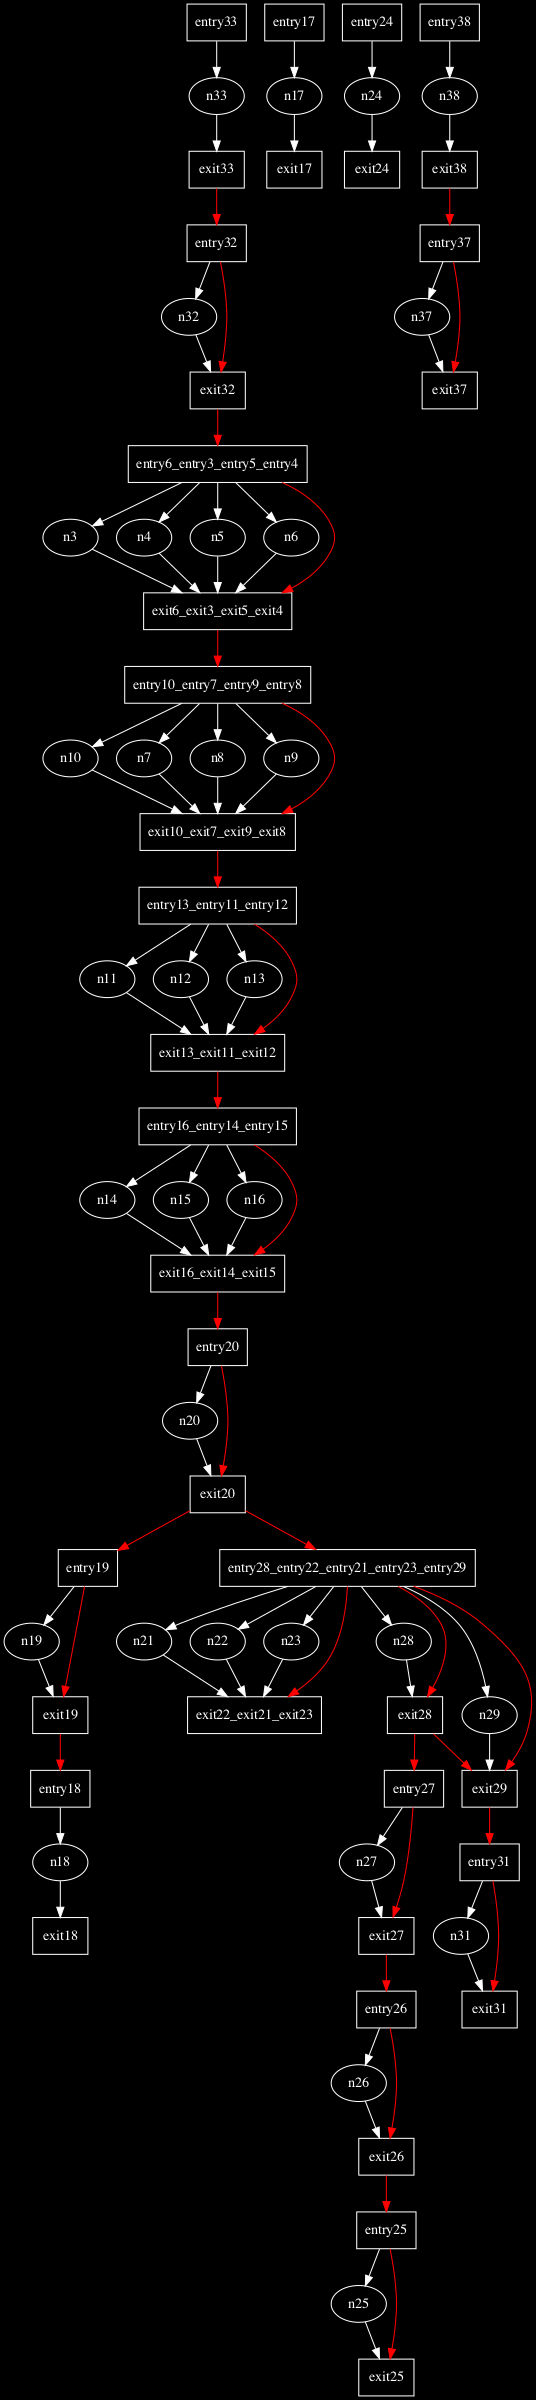 entry33 entry17 entry24 entry38
n33 n17 n24 n38
exit33 exit17 exit24 exit38
entry32 entry37
n32 n37
exit32 exit37
entry6_entry3_entry5_entry4
n3 n4 n5 n6
exit6_exit3_exit5_exit4
entry10_entry7_entry9_entry8
n10 n7 n8 n9
exit10_exit7_exit9_exit8
entry13_entry11_entry12
n11 n12 n13
exit13_exit11_exit12
entry16_entry14_entry15
n14 n15 n16
exit16_exit14_exit15
entry20
n20
exit20
entry19 entry28_entry22_entry21_entry23_entry29
n19 n21 n22 n23 n28
exit19 exit22_exit21_exit23 exit28 n29
entry18 entry27 exit29
n18 n27 entry31
exit18 exit27 n31
entry26 exit31
n26
exit26
entry25
n25
exit25